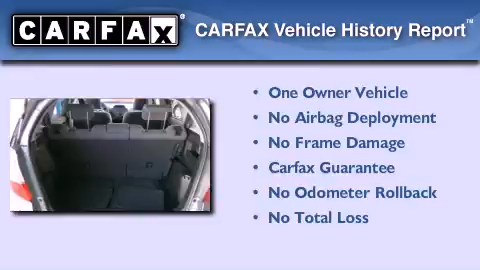 CARFAX® CARFAX Vehicle History Report™
• One Owner Vehicle
• No Airbag Deployment
• No Frame Damage
• Carfax Guarantee
• No Odometer Rollback
• No Total Loss